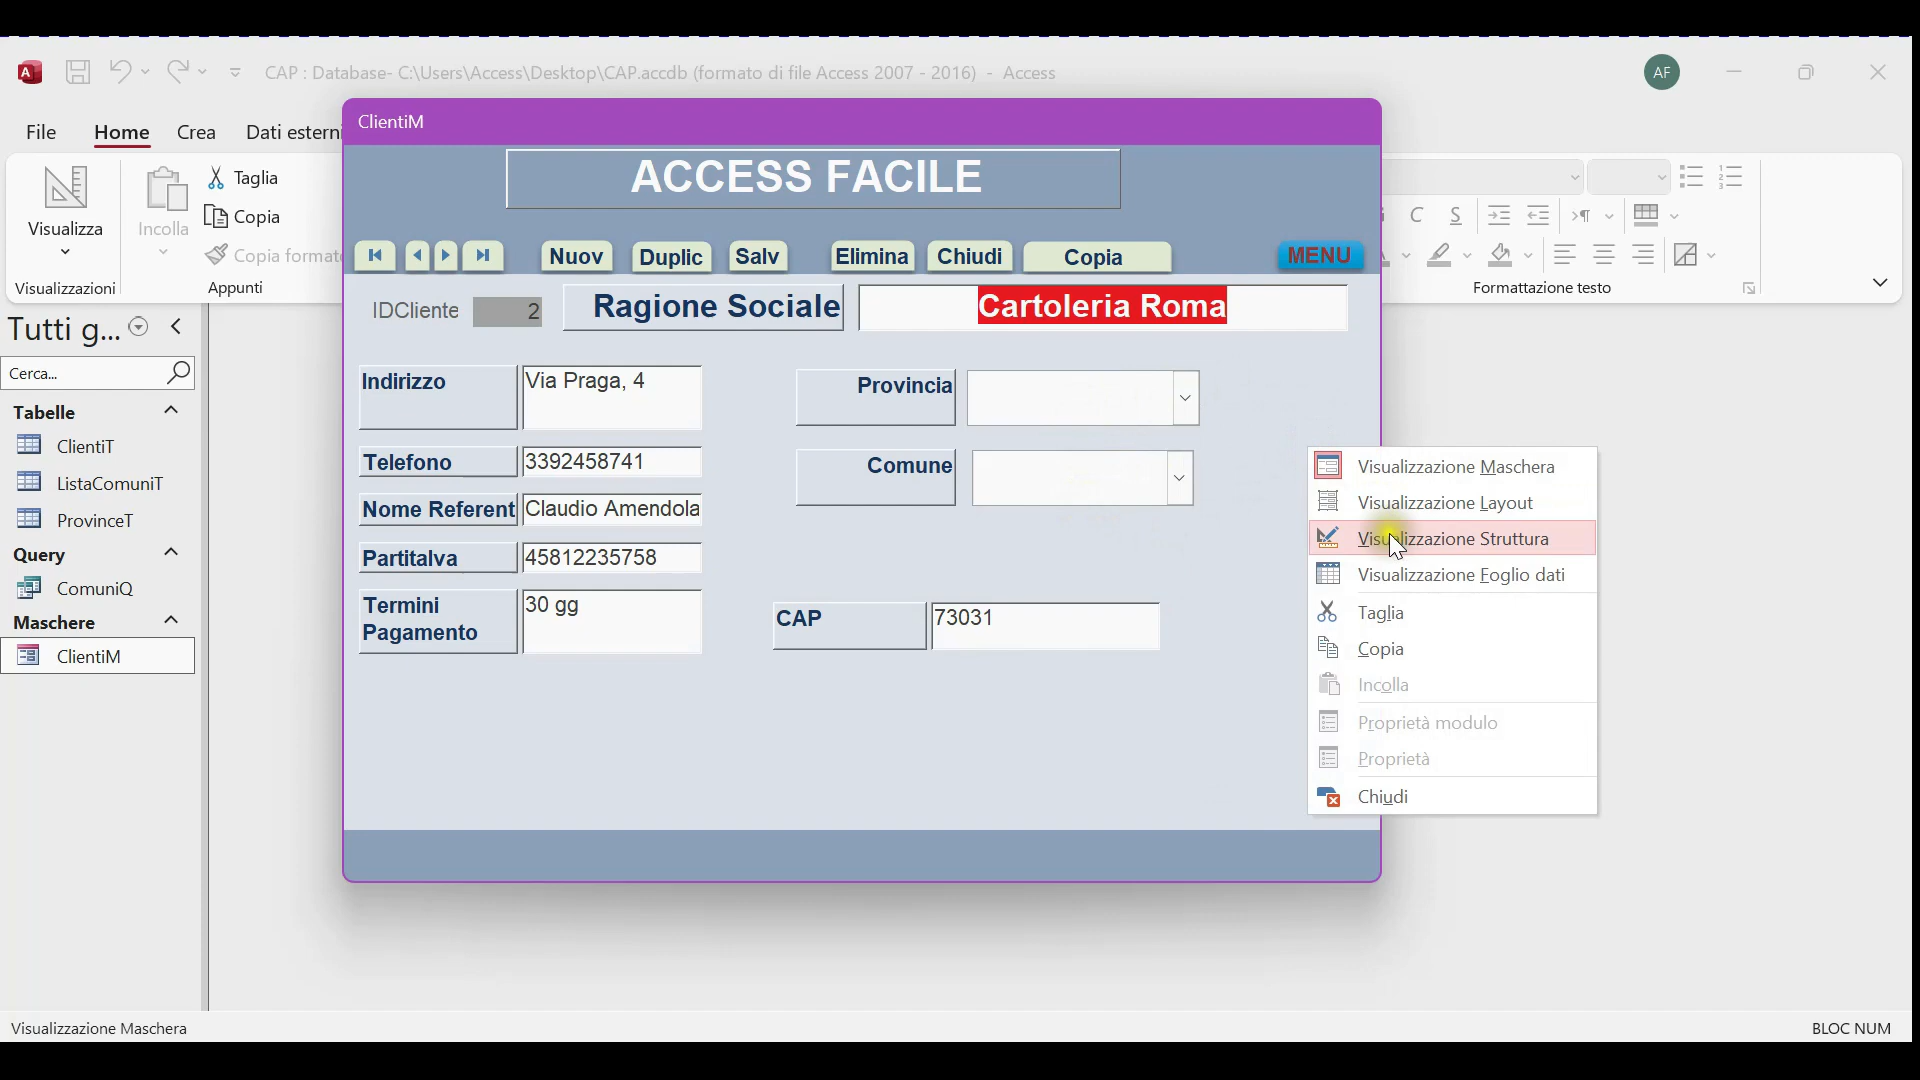 CAP : Database- C:\Users\Access\Desktop\CAP.accdb (formato di file Access 2007 - 2016) - Access
AF
File Home Crea Dati esterni
Visualizza
Incolla
Taglia
Copia
Copia formato
Visualizzazioni
Appunti
C S
Formattazione testo
ClientiM
ACCESS FACILE
Nuov Duplic Salv Elimina Chiudi Copia MENU
IDCliente 2 Ragione Sociale Cartoleria Roma
Indirizzo Via Praga, 4
Telefono 3392458741
Nome Referent Claudio Amendola
PartitaIva 45812235758
Termini Pagamento 30 gg
Provincia
Comune
CAP 73031
Tutti g...
Cerca...
Tabelle
ClientiT
ListaComuniT
ProvinceT
Query
ComuniQ
Maschere
ClientiM
Visualizzazione Maschera
Visualizzazione Layout
Visualizzazione Struttura
Visualizzazione Foglio dati
Taglia
Copia
Incolla
Proprietà modulo
Proprietà
Chiudi
Visualizzazione Maschera
BLOC NUM